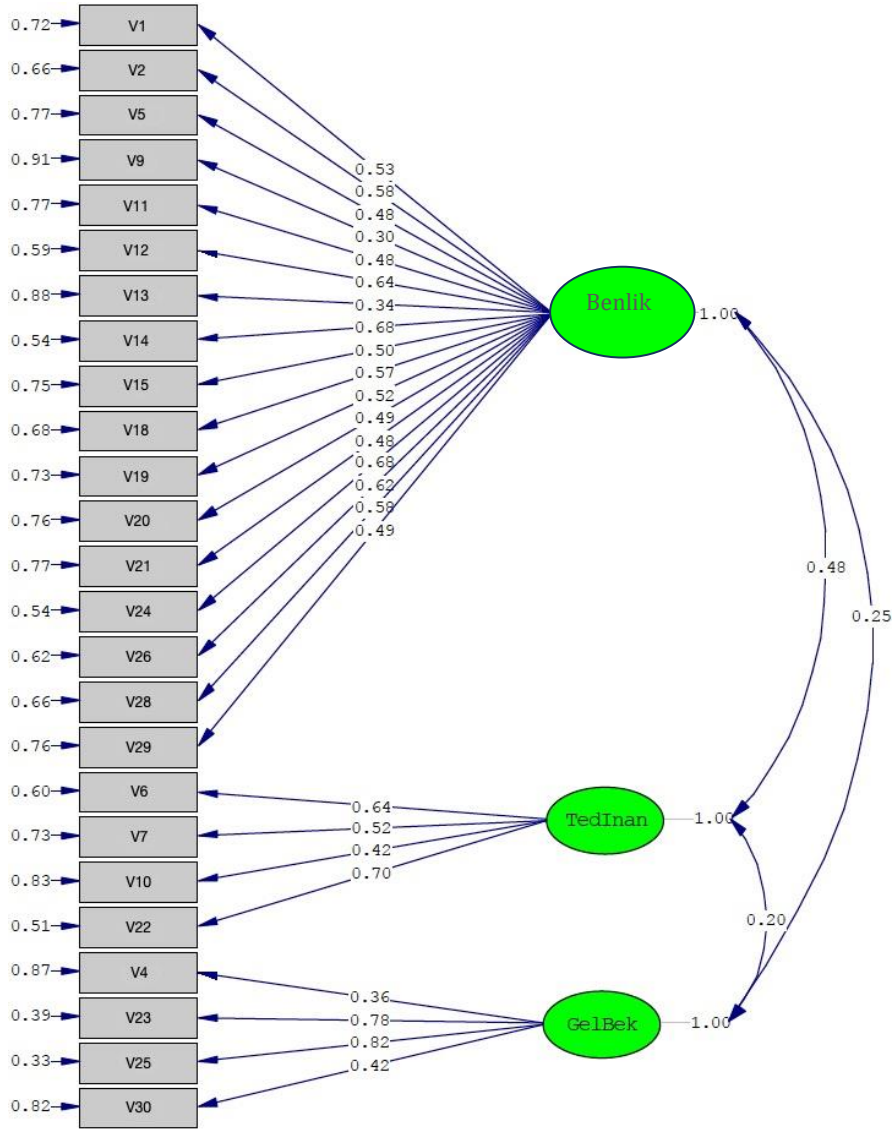 0.72 V1
0.66 V2
0.77 V5
0.91 V9
0.77 V11
0.59 V12
0.88 V13
0.54 V14
0.75 V15
0.68 V18
0.73 V19
0.76 V20
0.77 V21
0.54 V24
0.62 V26
0.66 V28
0.76 V29
0.60 V6
0.73 V7
0.83 V10
0.51 V22
0.87 V4
0.39 V23
0.33 V25
0.82 V30
0.53
0.58
0.48
0.30
0.48
0.64
0.34
0.68
0.50
0.57
0.52
0.49
0.48
0.68
0.62
0.58
0.49
0.64
0.52
0.42
0.70
0.36
0.78
0.82
0.42
Benlik 1.00
TedInan 1.00
GelBek 1.00
0.48
0.25
0.20